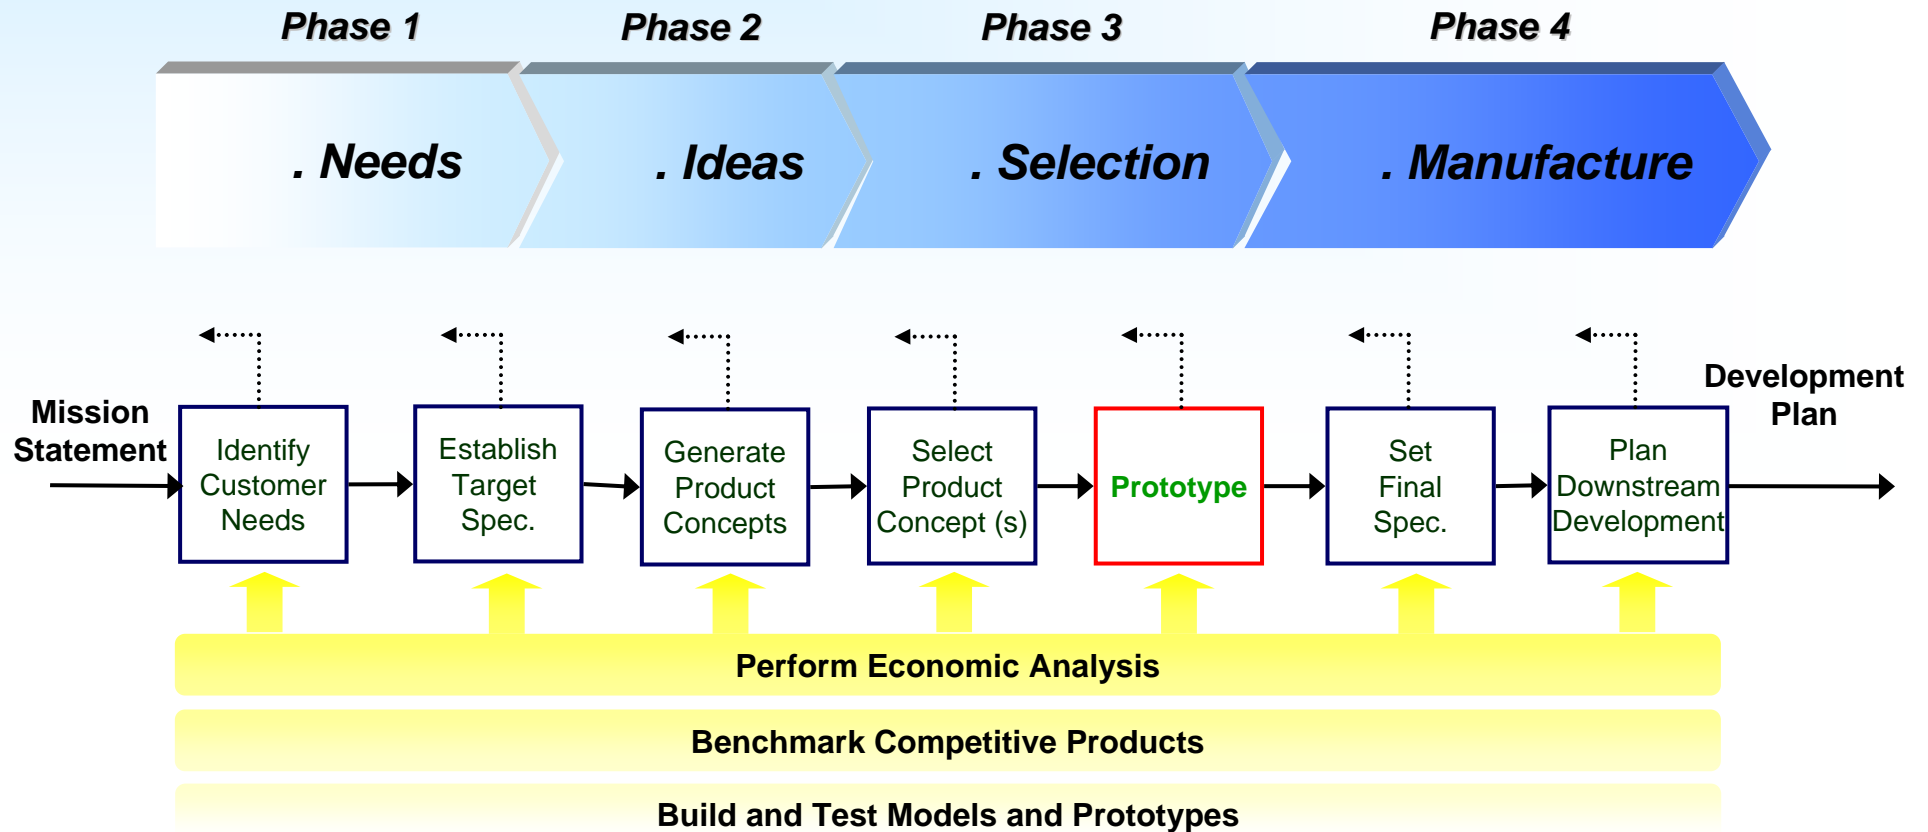 Phase 1
Phase 2
Phase 3
Phase 4
. Needs
. Ideas
. Selection
. Manufacture
Mission
Statement
Identify
Customer
Needs
Establish
Target
Spec.
Generate
Product
Concepts
Select
Product
Concept (s)
Prototype
Set
Final
Spec.
Plan
Downstream
Development
Development
Plan
Perform Economic Analysis
Benchmark Competitive Products
Build and Test Models and Prototypes